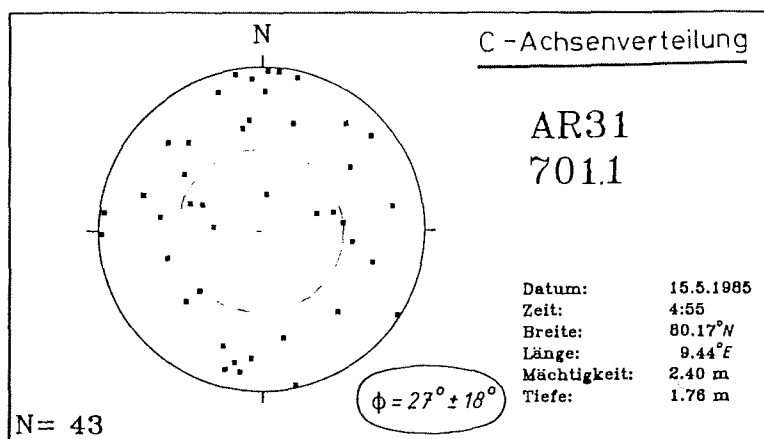 N
C-Achsenverteilung
AR31
701.1
Datum: 15.5.1985
Zeit: 4:55
Breite: 80.17°N
Länge: 9.44°E
Mächtigkeit: 2.40 m
Tiefe: 1.76 m
ϕ = 27° ± 18°
N= 43